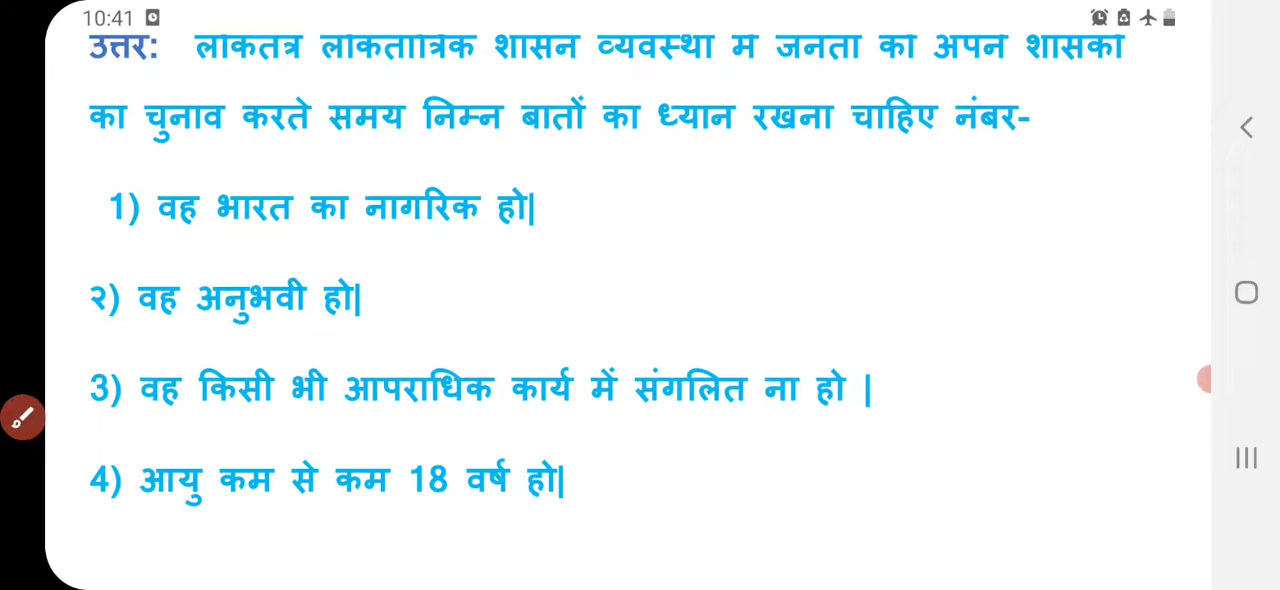 10:41
उत्तर: लोकतंत्र लोकतांत्रिक शासन व्यवस्था में जनता को अपने शासकों
का चुनाव करते समय निम्न बातों का ध्यान रखना चाहिए नंबर-
1) वह भारत का नागरिक हो|
२) वह अनुभवी हो|
3) वह किसी भी आपराधिक कार्य में संगलित ना हो |
4) आयु कम से कम 18 वर्ष हो|